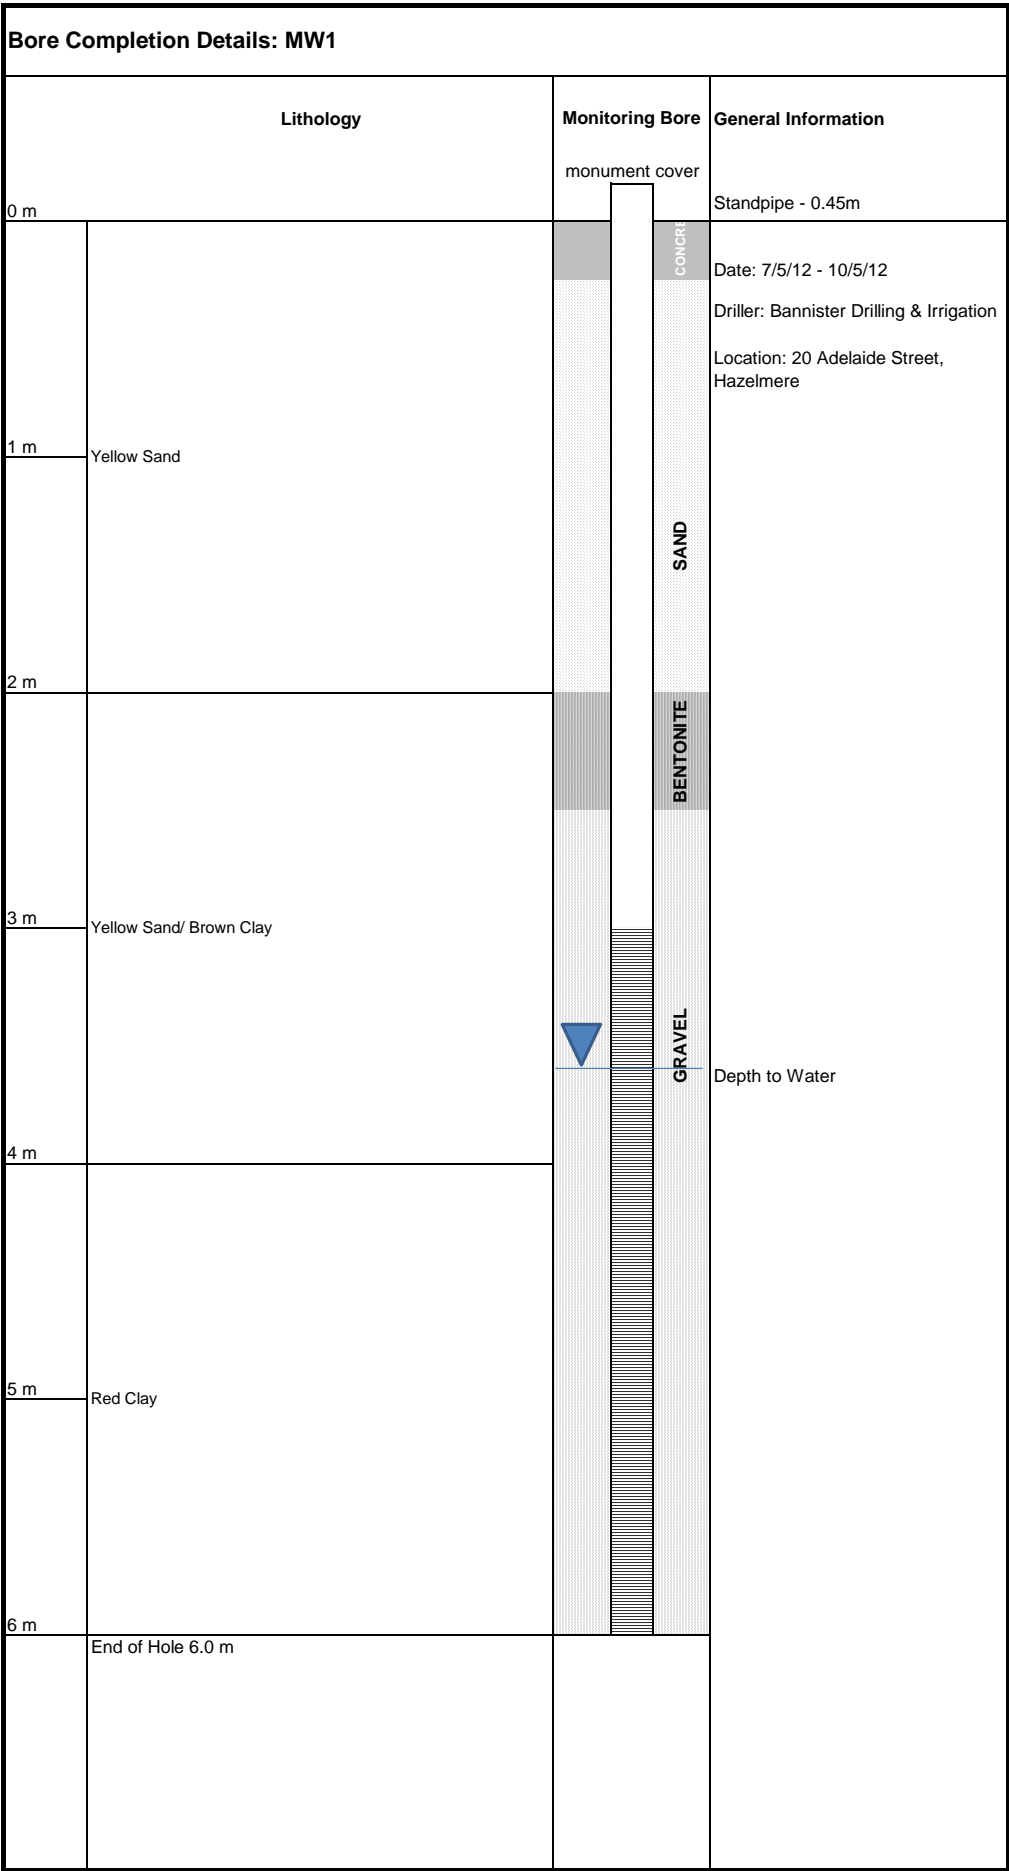 Bore Completion Details: MW1
Lithology
Monitoring Bore
General Information
monument cover
Standpipe - 0.45m
0 m
CONCRE
Date: 7/5/12 - 10/5/12
Driller: Bannister Drilling & Irrigation
Location: 20 Adelaide Street,
Hazelmere
1 m
Yellow Sand
SAND
2 m
BENTONITE
3 m
Yellow Sand/ Brown Clay
GRAVEL
Depth to Water
4 m
5 m
Red Clay
6 m
End of Hole 6.0 m